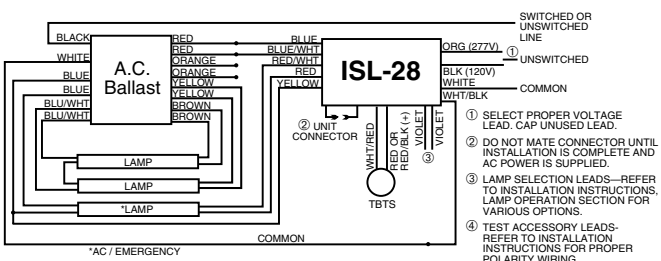 SWITCHED OR
UNSWITCHED
LINE
BLACK
RED
BLUE
RED
BLUE/WHT
ORG (277V)
①
WHITE
ORANGE
RED/WHT
UNSWITCHED
A.C.
Ballast
ORANGE
RED
ISL-28
BLK (120V)
BLUE
YELLOW
YELLOW
WHITE
COMMON
BLUE
YELLOW
WHT/BLK
BLU/WHT
BROWN
BLU/WHT
BROWN
② UNIT
CONNECTOR
WHT/RED
RED OR
RED/BLK (+)
VIOLET
VIOLET
③
LAMP
LAMP
*LAMP
TBTS
COMMON
*AC / EMERGENCY
① SELECT PROPER VOLTAGE
LEAD. CAP UNUSED LEAD.
② DO NOT MATE CONNECTOR UNTIL
INSTALLATION IS COMPLETE AND
AC POWER IS SUPPLIED.
③ LAMP SELECTION LEADS—REFER
TO INSTALLATION INSTRUCTIONS,
LAMP OPERATION SECTION FOR
VARIOUS OPTIONS.
④ TEST ACCESSORY LEADS-
REFER TO INSTALLATION
INSTRUCTIONS FOR PROPER
POLARITY WIRING